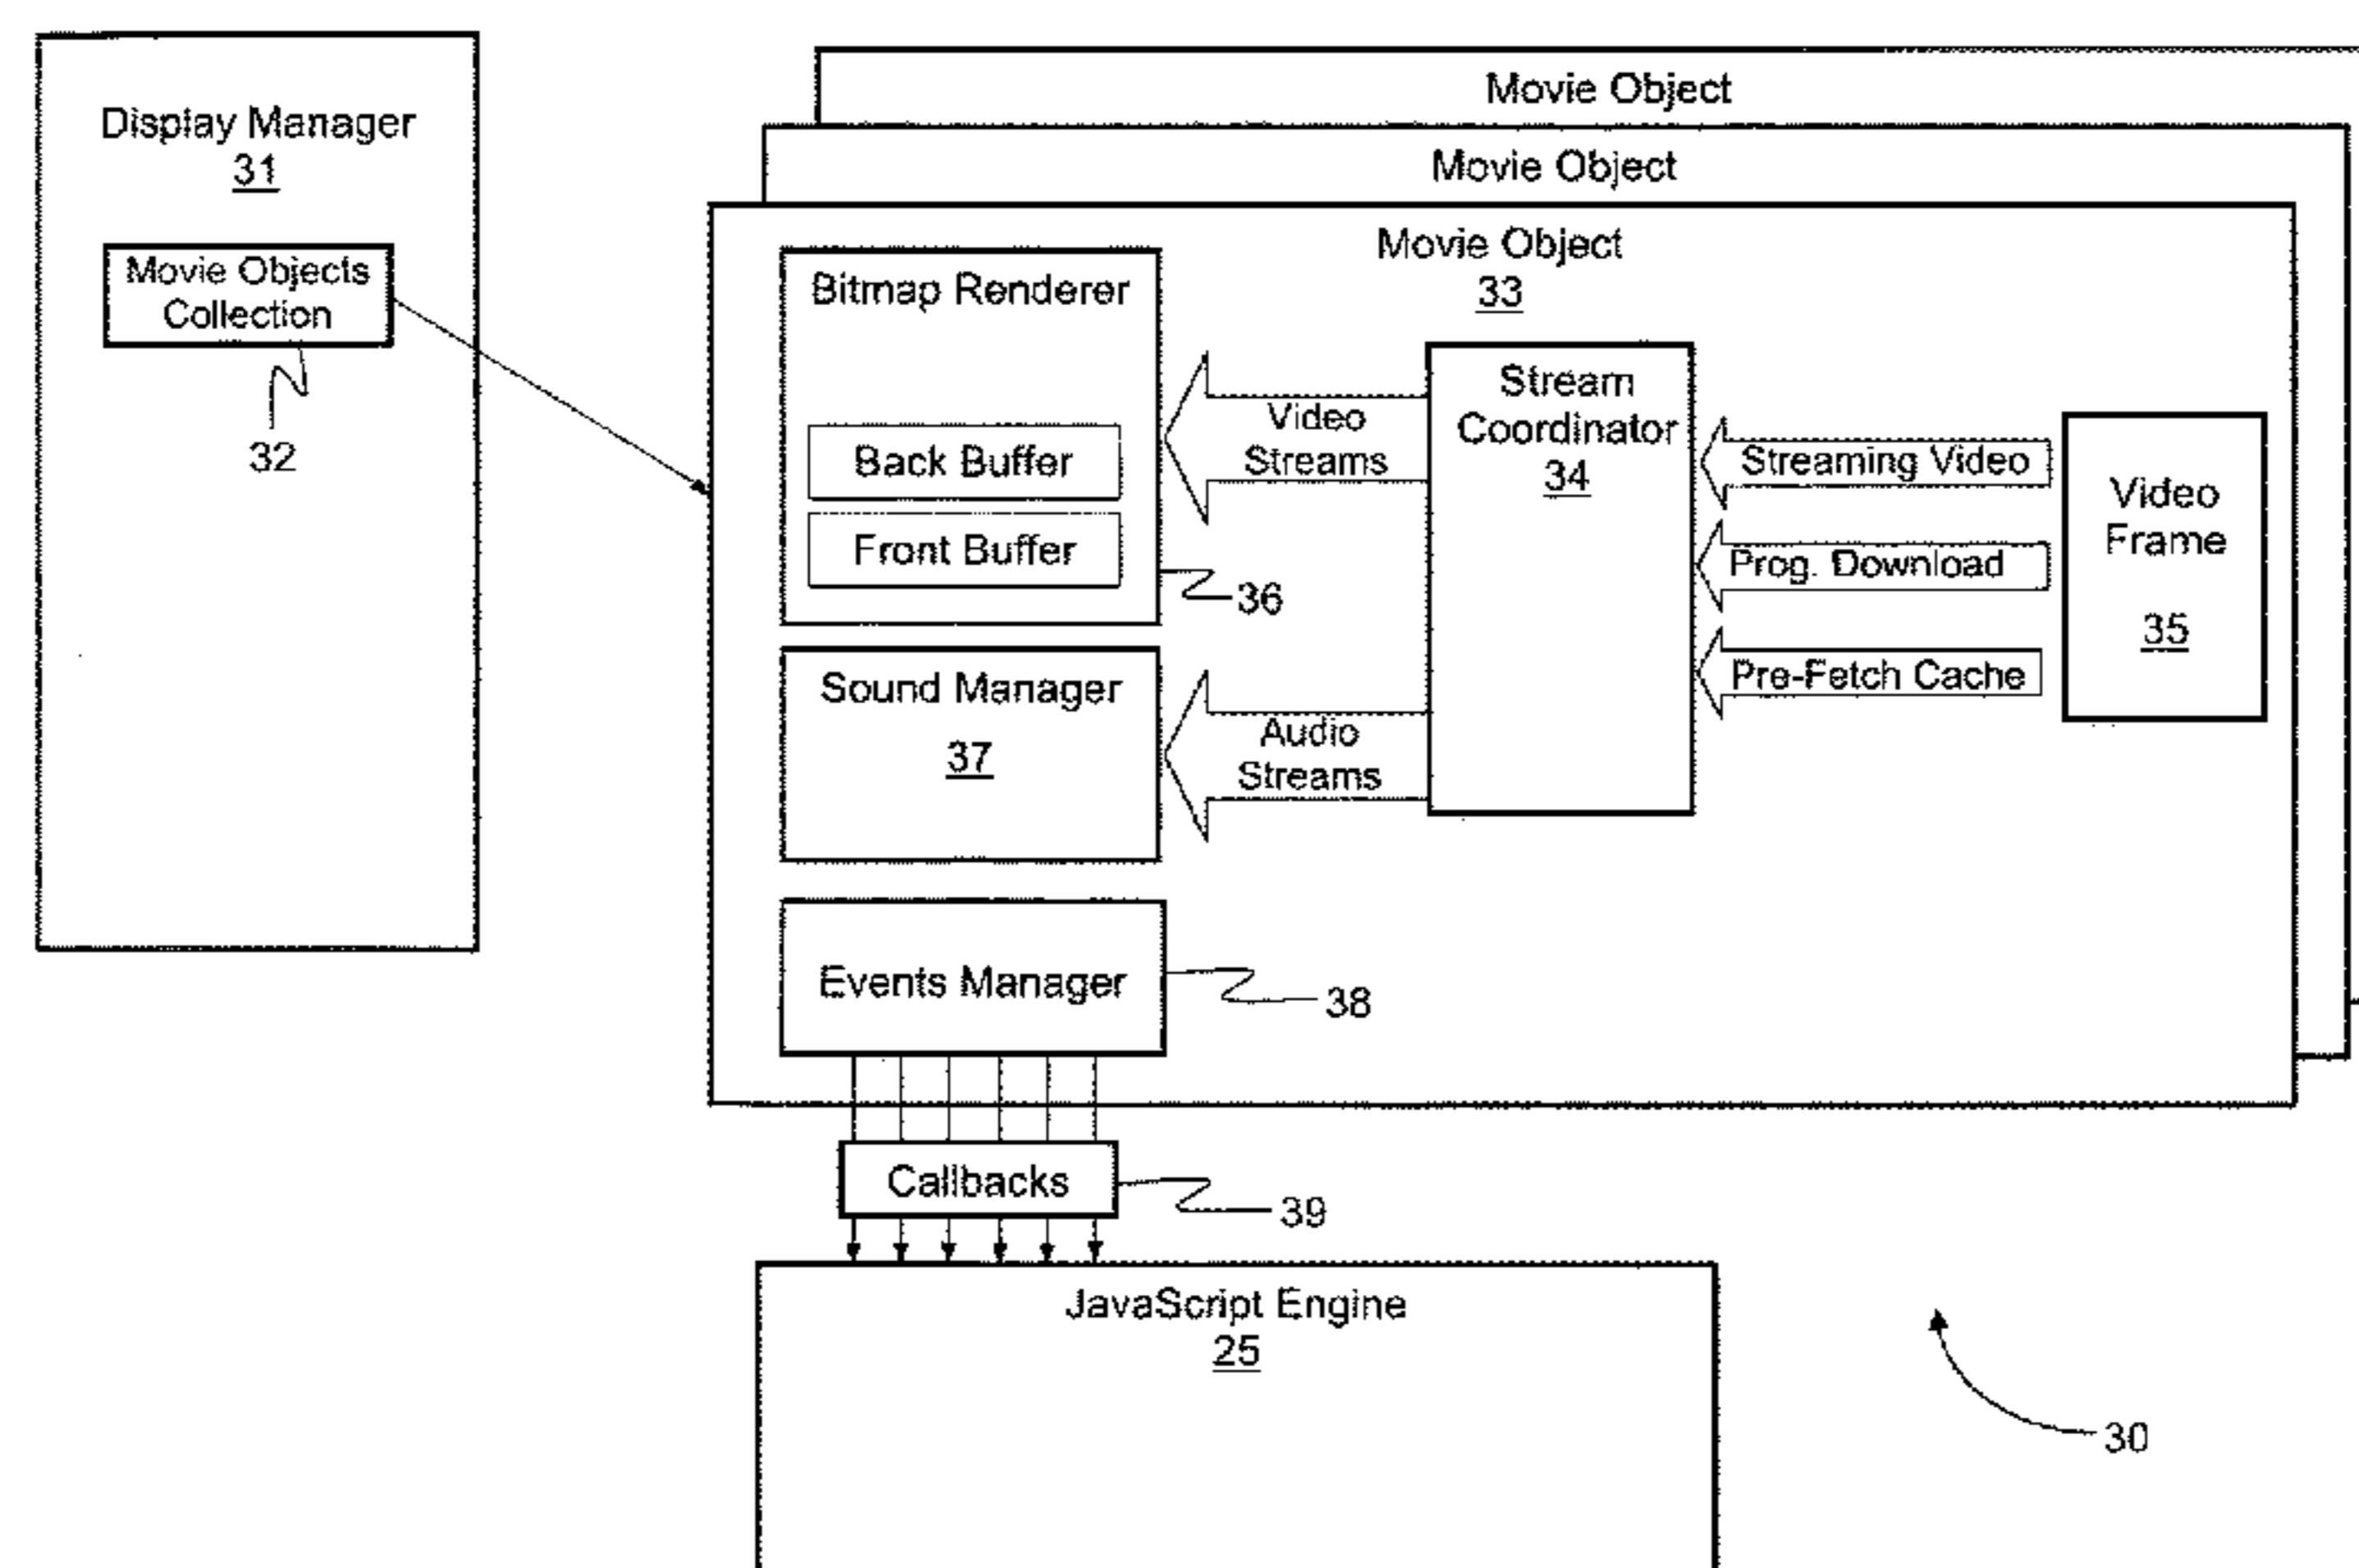 Display Manager
31
Movie Objects
Collection
32
Movie Object
Movie Object
Movie Object
33
Bitmap Renderer
Back Buffer
Front Buffer
36
Video
Streams
Stream
Coordinator
34
Streaming Video
Prog. Download
Pre-Fetch Cache
Video
Frame
35
Sound Manager
37
Audio
Streams
Events Manager
38
Callbacks
39
JavaScript Engine
25
30